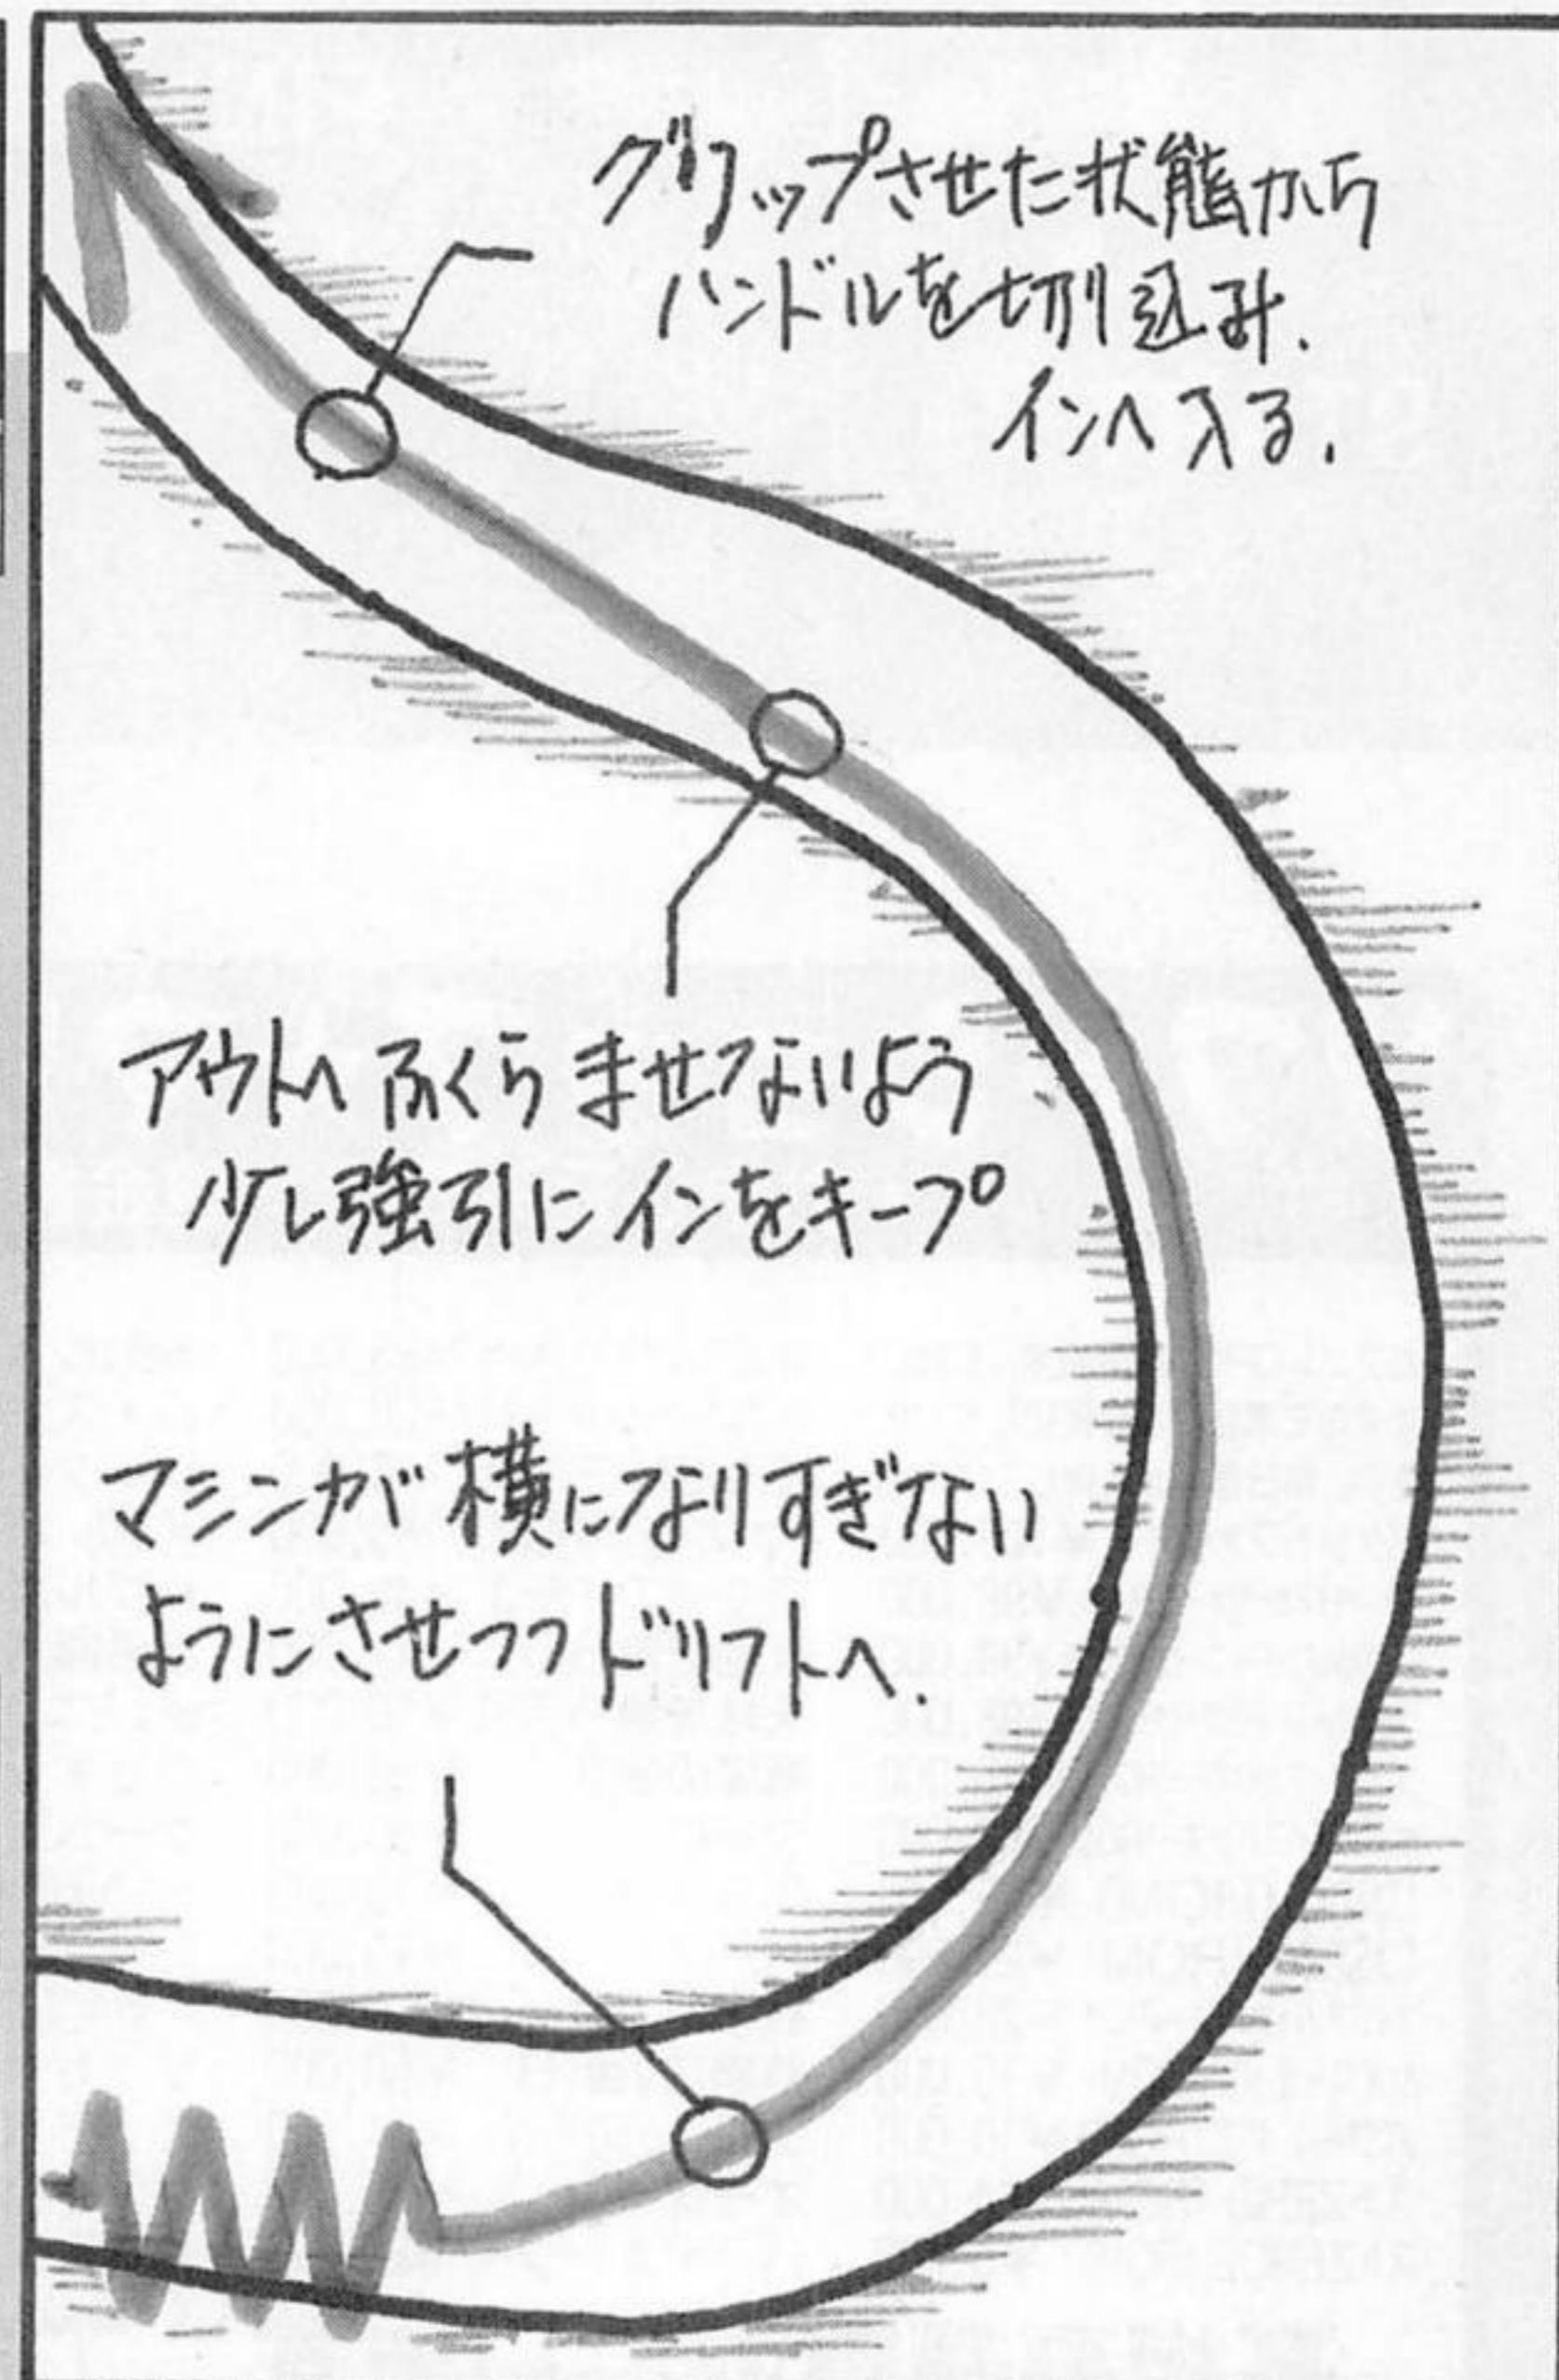 グリップさせた状態から
ハンドルを切り込み.
インへ入る.
アウトへふくらませないよう
少し強引にインをキープ
マシンが横になりすぎない
ようにさせつつドリフトへ.